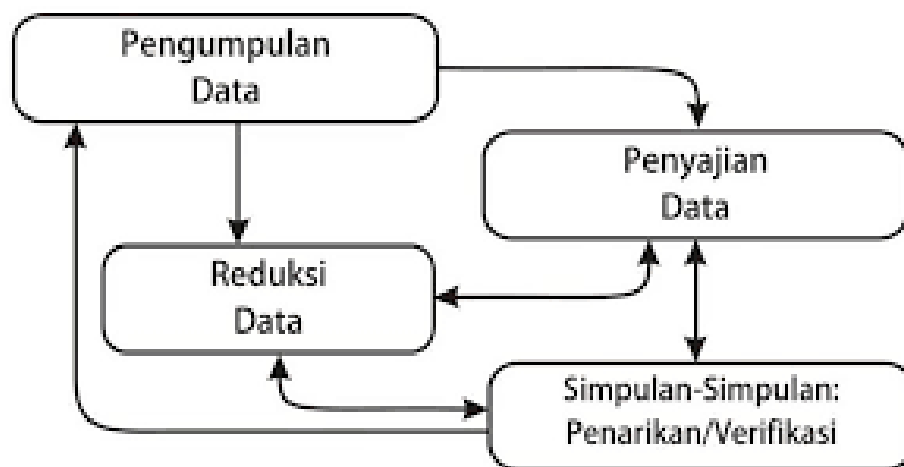 Pengumpulan
Data
Penyajian
Data
Reduksi
Data
Simpulan-Simpulan:
Penarikan/Verifikasi